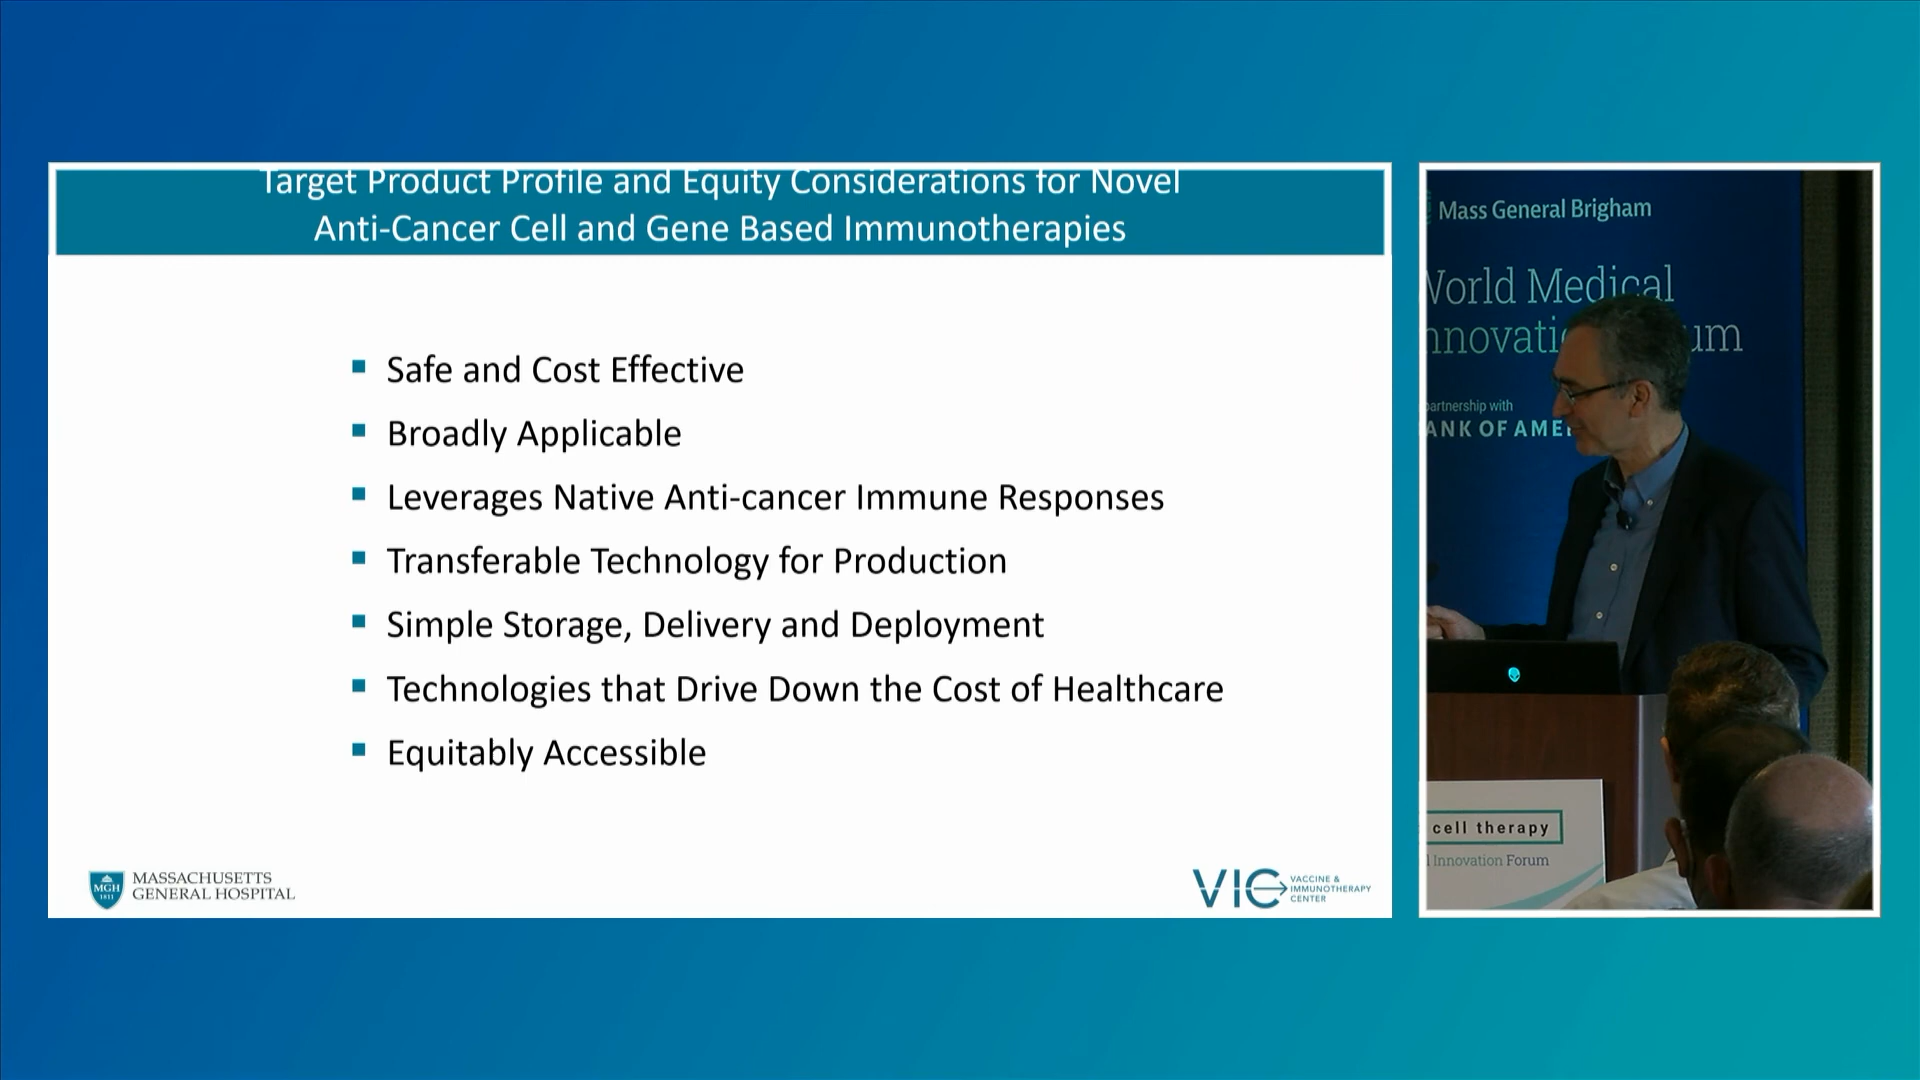 Target Product Profile and Equity Considerations for Novel
Anti-Cancer Cell and Gene Based Immunotherapies
Safe and Cost Effective
Broadly Applicable
Leverages Native Anti-cancer Immune Responses
Transferable Technology for Production
Simple Storage, Delivery and Deployment
Technologies that Drive Down the Cost of Healthcare
Equitably Accessible
MGH
1811
MASSACHUSETTS
GENERAL HOSPITAL
VIC
VACCINE &
IMMUNOTHERAPY
CENTER
Mass General Brigham
World Medical
nnovati um
artnership with
ANK OF AME
cell therapy
l Innovation Forum